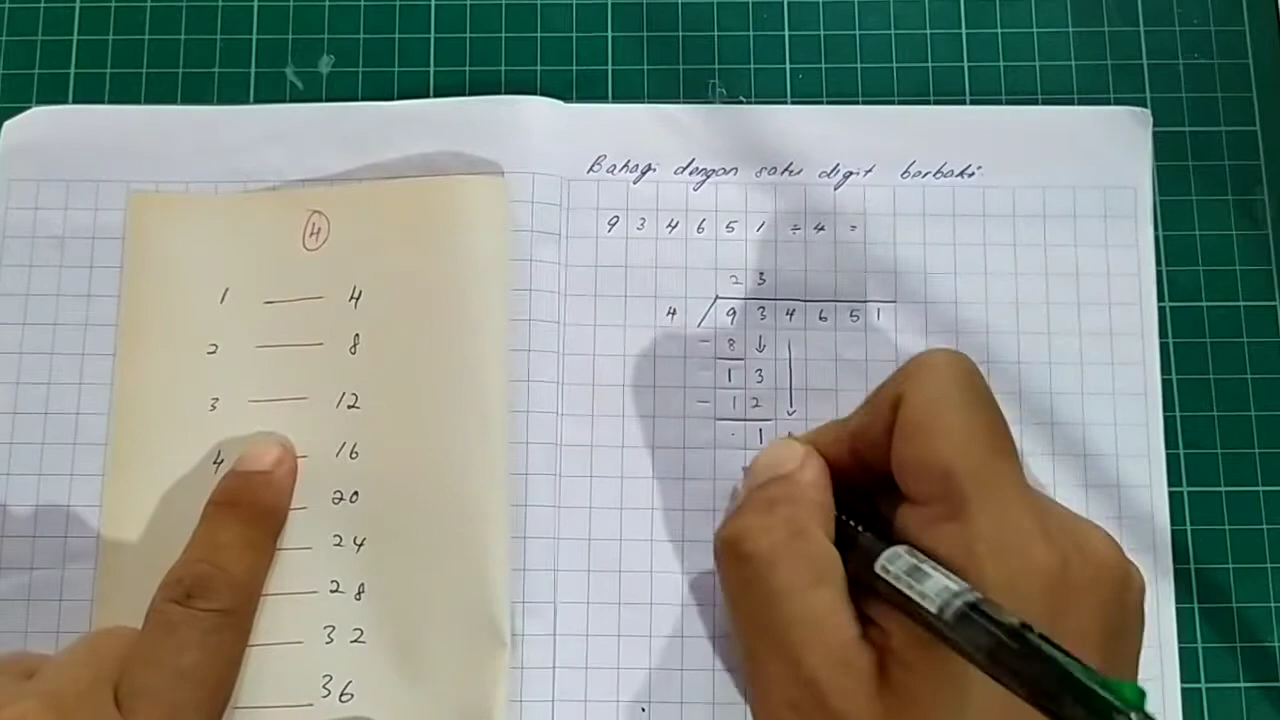 4
1 — 4
2 — 8
3 — 12
4 — 16
— 20
— 24
— 28
— 32
— 36
Bahagi dengan satu digit berbaki
9 3 4 6 5 1 ÷ 4 =
2 3
4 / 9 3 4 6 5 1
- 8 ↓
1 3
- 1 2
1